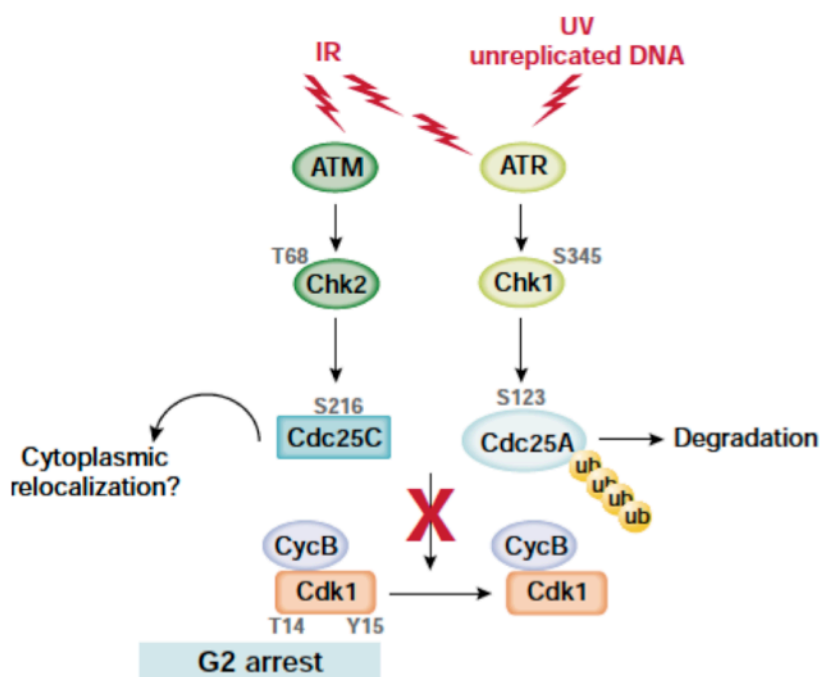 IR
UV
unreplicated DNA
ATM
ATR
T68
Chk2
S345
Chk1
S216
Cdc25C
S123
Cdc25A
Degradation
ub
ub
ub
ub
Cytoplasmic
relocalization?
X
CycB
Cdk1
T14 Y15
CycB
Cdk1
G2 arrest